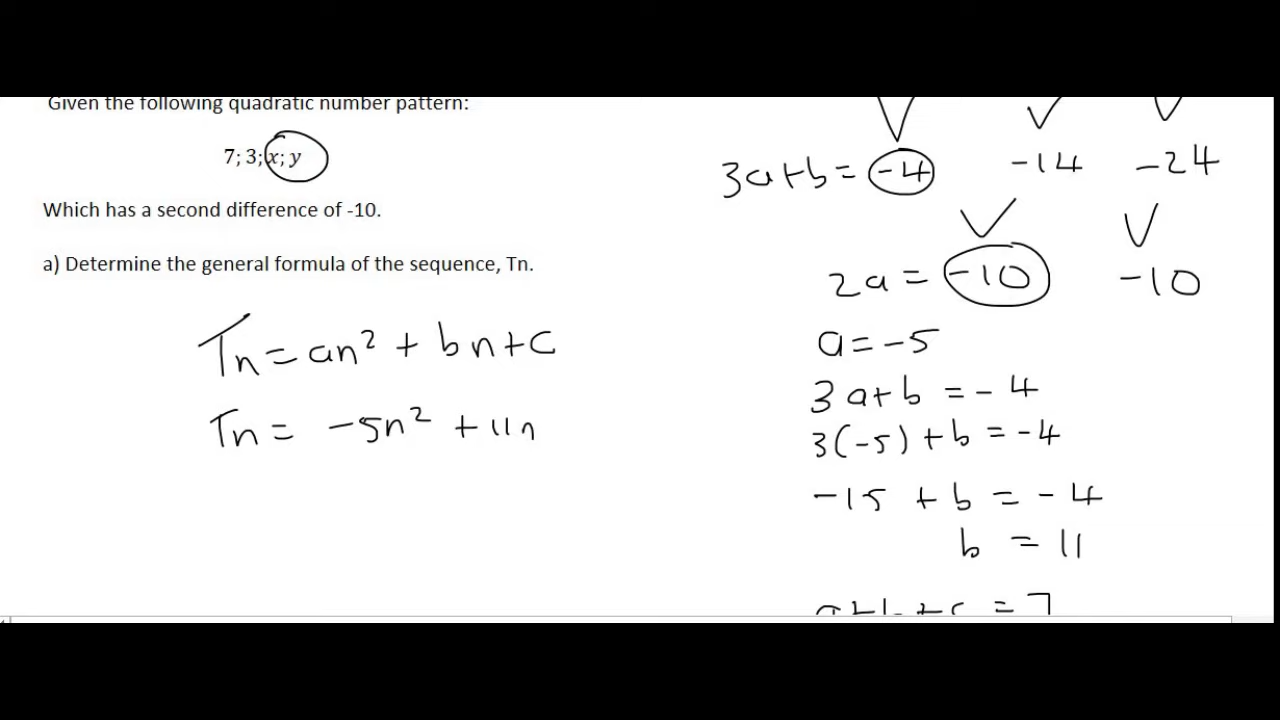 Given the following quadratic number pattern:
7; 3; x; y
Which has a second difference of -10.
a) Determine the general formula of the sequence, Tn.
Tn = an² + bn + c
Tn = -5n² + 11n
3a+b = -4 -14 -24
2a = -10 -10
a = -5
3a+b = -4
3(-5) + b = -4
-15 + b = -4
b = 11
a+b+c = 7